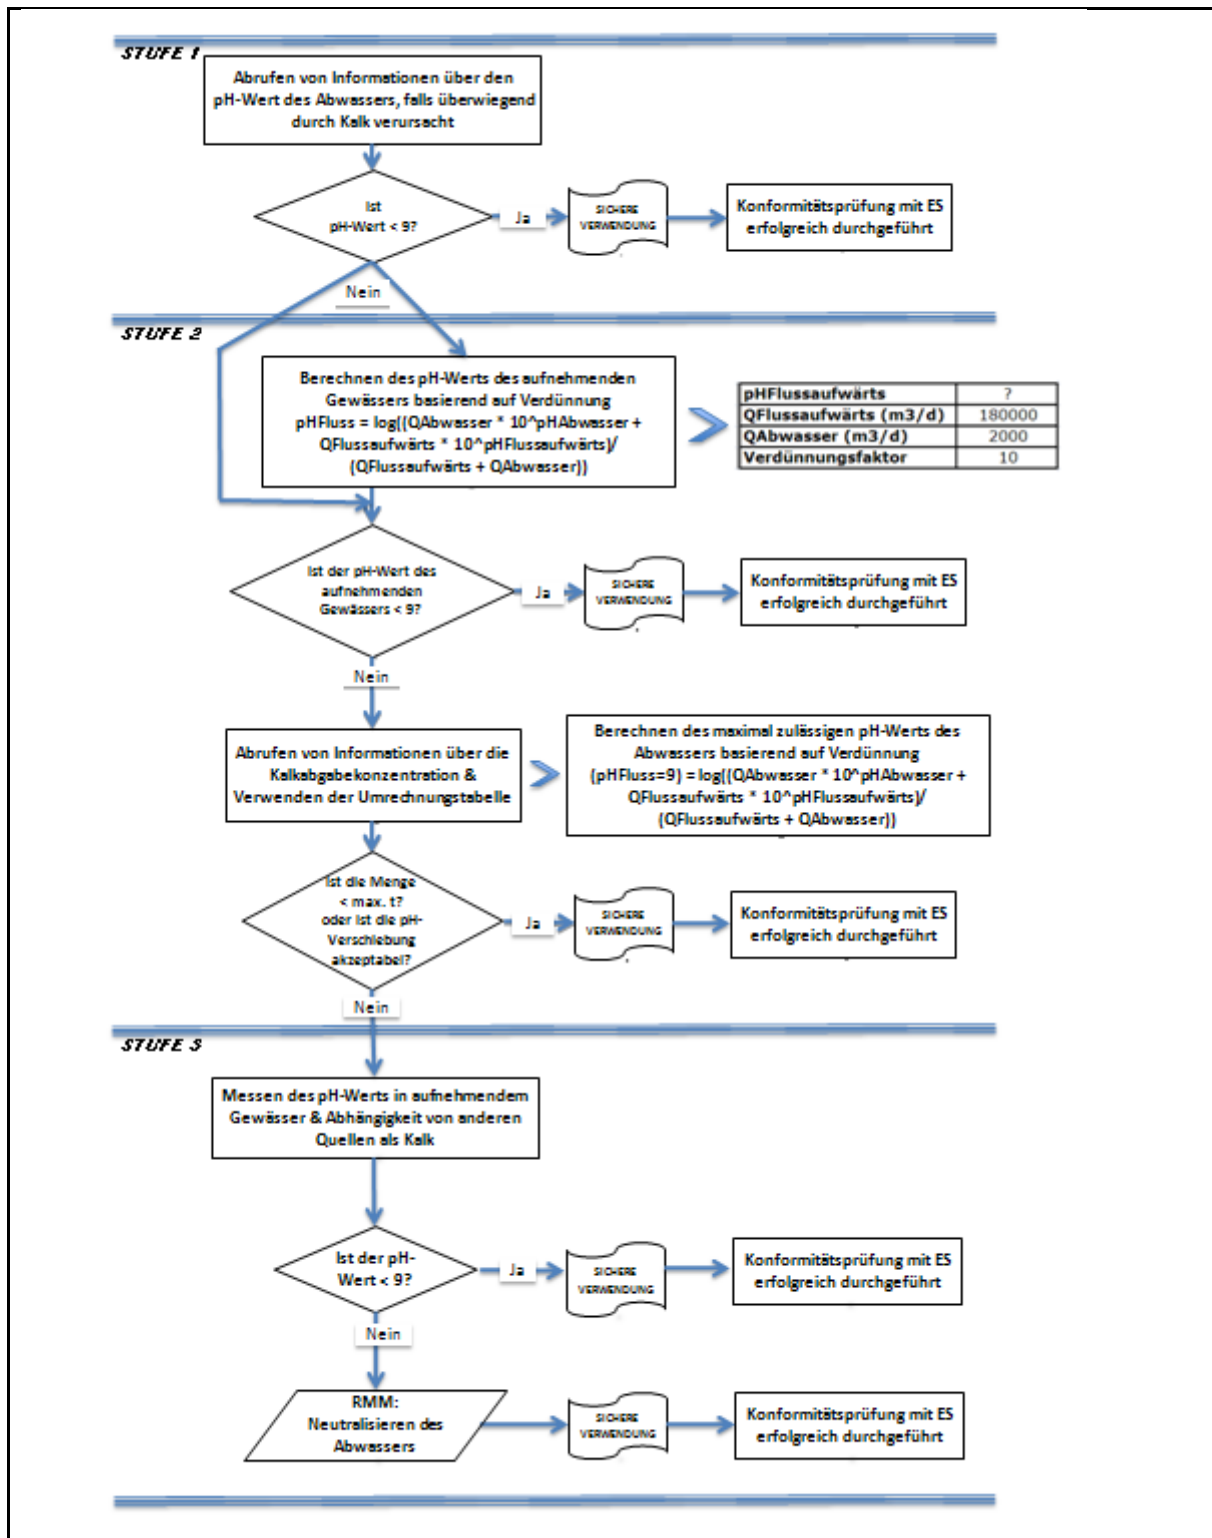 STUFE 1
Abrufen von Informationen über den
pH-Wert des Abwassers, falls überwiegend
durch Kalk verursacht
Ist
pH-Wert < 9?
Ja
SICHERE
VERWENDUNG
Konformitätsprüfung mit ES
erfolgreich durchgeführt
Nein
STUFE 2
Berechnen des pH-Werts des aufnehmenden
Gewässers basierend auf Verdünnung
pHFluss = log((QAbwasser * 10^pHAbwasser +
QFlussaufwärts * 10^pHFlussaufwärts)/
(QFlussaufwärts + QAbwasser))
pHFlussaufwärts ?
QFlussaufwärts (m3/d) 180000
QAbwasser (m3/d) 2000
Verdünnungsfaktor 10
Ist der pH-Wert des
aufnehmenden
Gewässers < 9?
Ja
SICHERE
VERWENDUNG
Konformitätsprüfung mit ES
erfolgreich durchgeführt
Nein
Abrufen von Informationen über die
Kalkabgabekonzentration &
Verwenden der Umrechnungstabelle
Berechnen des maximal zulässigen pH-Werts des
Abwassers basierend auf Verdünnung
(pHFluss=9) = log((QAbwasser * 10^pHAbwasser +
QFlussaufwärts * 10^pHFlussaufwärts)/
(QFlussaufwärts + QAbwasser))
Ist die Menge
< max. t?
oder ist die pH-
Verschiebung
akzeptabel?
Ja
SICHERE
VERWENDUNG
Konformitätsprüfung mit ES
erfolgreich durchgeführt
Nein
STUFE 3
Messen des pH-Werts in aufnehmendem
Gewässer & Abhängigkeit von anderen
Quellen als Kalk
Ist der pH-
Wert < 9?
Ja
SICHERE
VERWENDUNG
Konformitätsprüfung mit ES
erfolgreich durchgeführt
Nein
RMM:
Neutralisieren des
Abwassers
SICHERE
VERWENDUNG
Konformitätsprüfung mit ES
erfolgreich durchgeführt